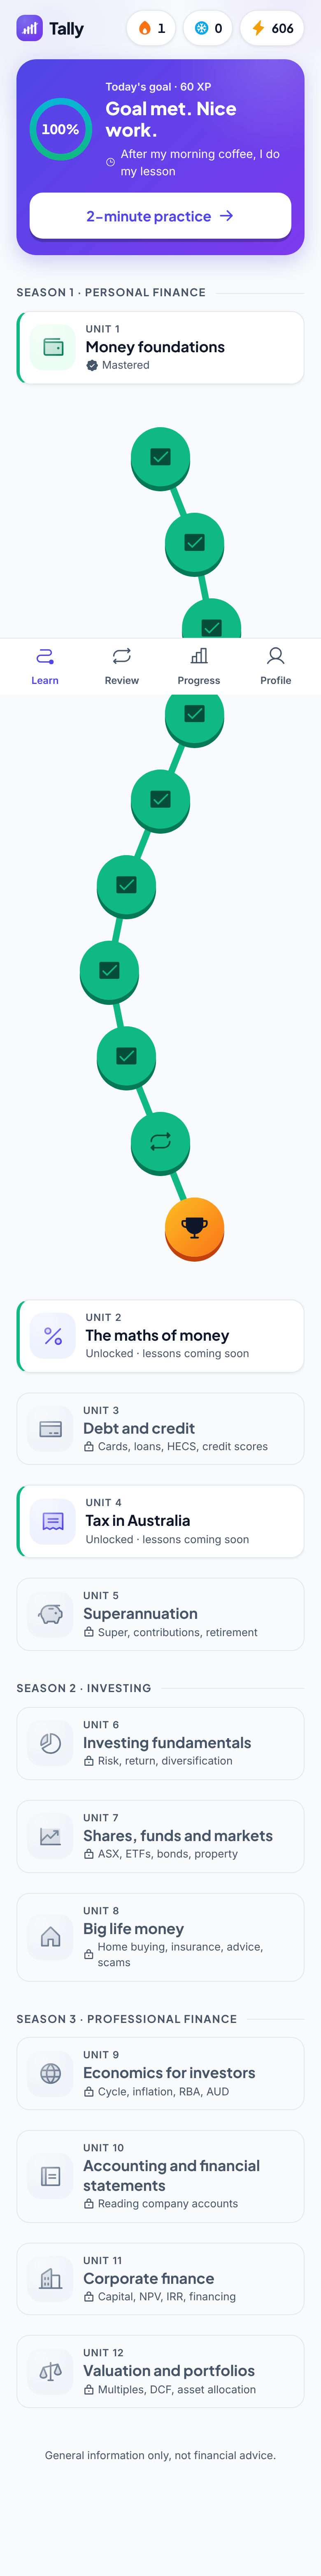 Tally
1
0
606
Today's goal · 60 XP
100%
Goal met. Nice
work.
After my morning coffee, I do
my lesson
2-minute practice
SEASON 1 · PERSONAL FINANCE
UNIT 1
Money foundations
Mastered
Learn
Review
Progress
Profile
UNIT 2
The maths of money
Unlocked · lessons coming soon
UNIT 3
Debt and credit
Cards, loans, HECS, credit scores
UNIT 4
Tax in Australia
Unlocked · lessons coming soon
UNIT 5
Superannuation
Super, contributions, retirement
SEASON 2 · INVESTING
UNIT 6
Investing fundamentals
Risk, return, diversification
UNIT 7
Shares, funds and markets
ASX, ETFs, bonds, property
UNIT 8
Big life money
Home buying, insurance, advice,
scams
SEASON 3 · PROFESSIONAL FINANCE
UNIT 9
Economics for investors
Cycle, inflation, RBA, AUD
UNIT 10
Accounting and financial
statements
Reading company accounts
UNIT 11
Corporate finance
Capital, NPV, IRR, financing
UNIT 12
Valuation and portfolios
Multiples, DCF, asset allocation
General information only, not financial advice.